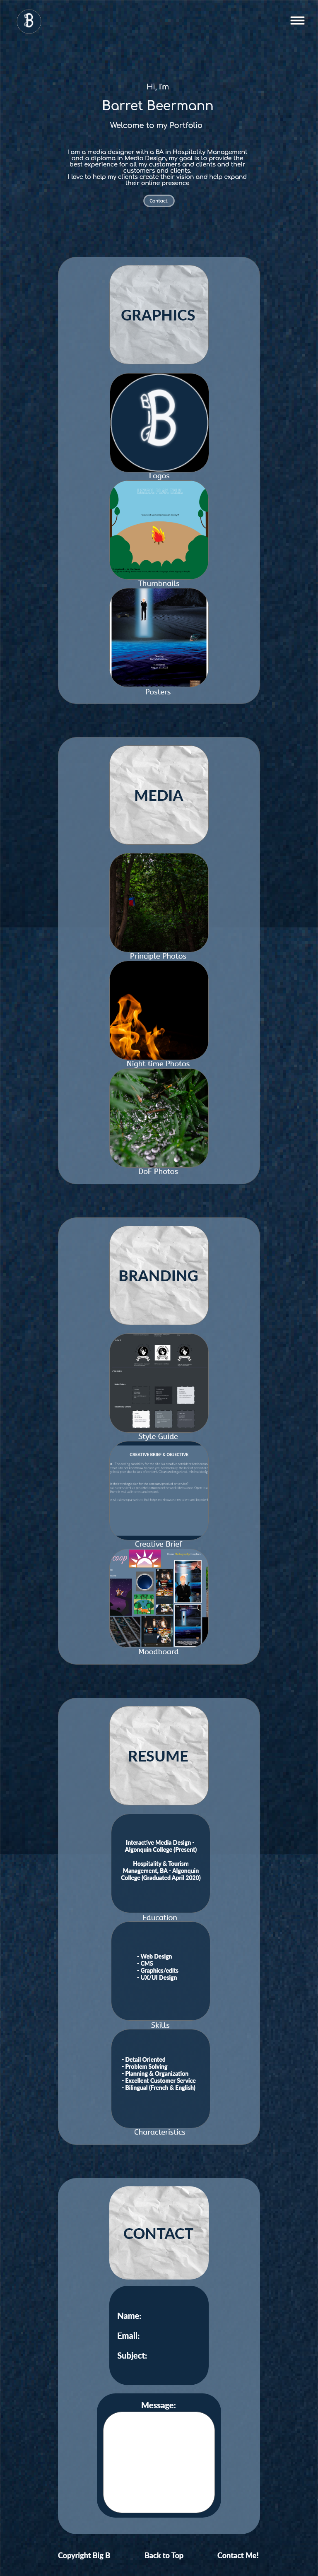 B
Hi, I'm
Barret Beermann
Welcome to my Portfolio
I am a media designer with a BA in Hospitality Management
and a diploma in Media Design, my goal is to provide the
best experience for all my customers and clients and their
customers and clients.
I love to help my clients create their vision and help expand
their online presence
Contact
GRAPHICS
BIG B
Logos
Thumbnails
Posters
MEDIA
Principle Photos
Night time Photos
DoF Photos
BRANDING
Style Guide
CREATIVE BRIEF & OBJECTIVE
Creative Brief
Moodboard
RESUME
Interactive Media Design -
Algonquin College (Present)
Hospitality & Tourism
Management, BA - Algonquin
College (Graduated April 2020)
Education
- Web Design
- CMS
- Graphics/edits
- UX/UI Design
Skills
- Detail Oriented
- Problem Solving
- Planning & Organization
- Excellent Customer Service
- Bilingual (French & English)
Characteristics
CONTACT
Name:
Email:
Subject:
Message:
Copyright Big B
Back to Top
Contact Me!